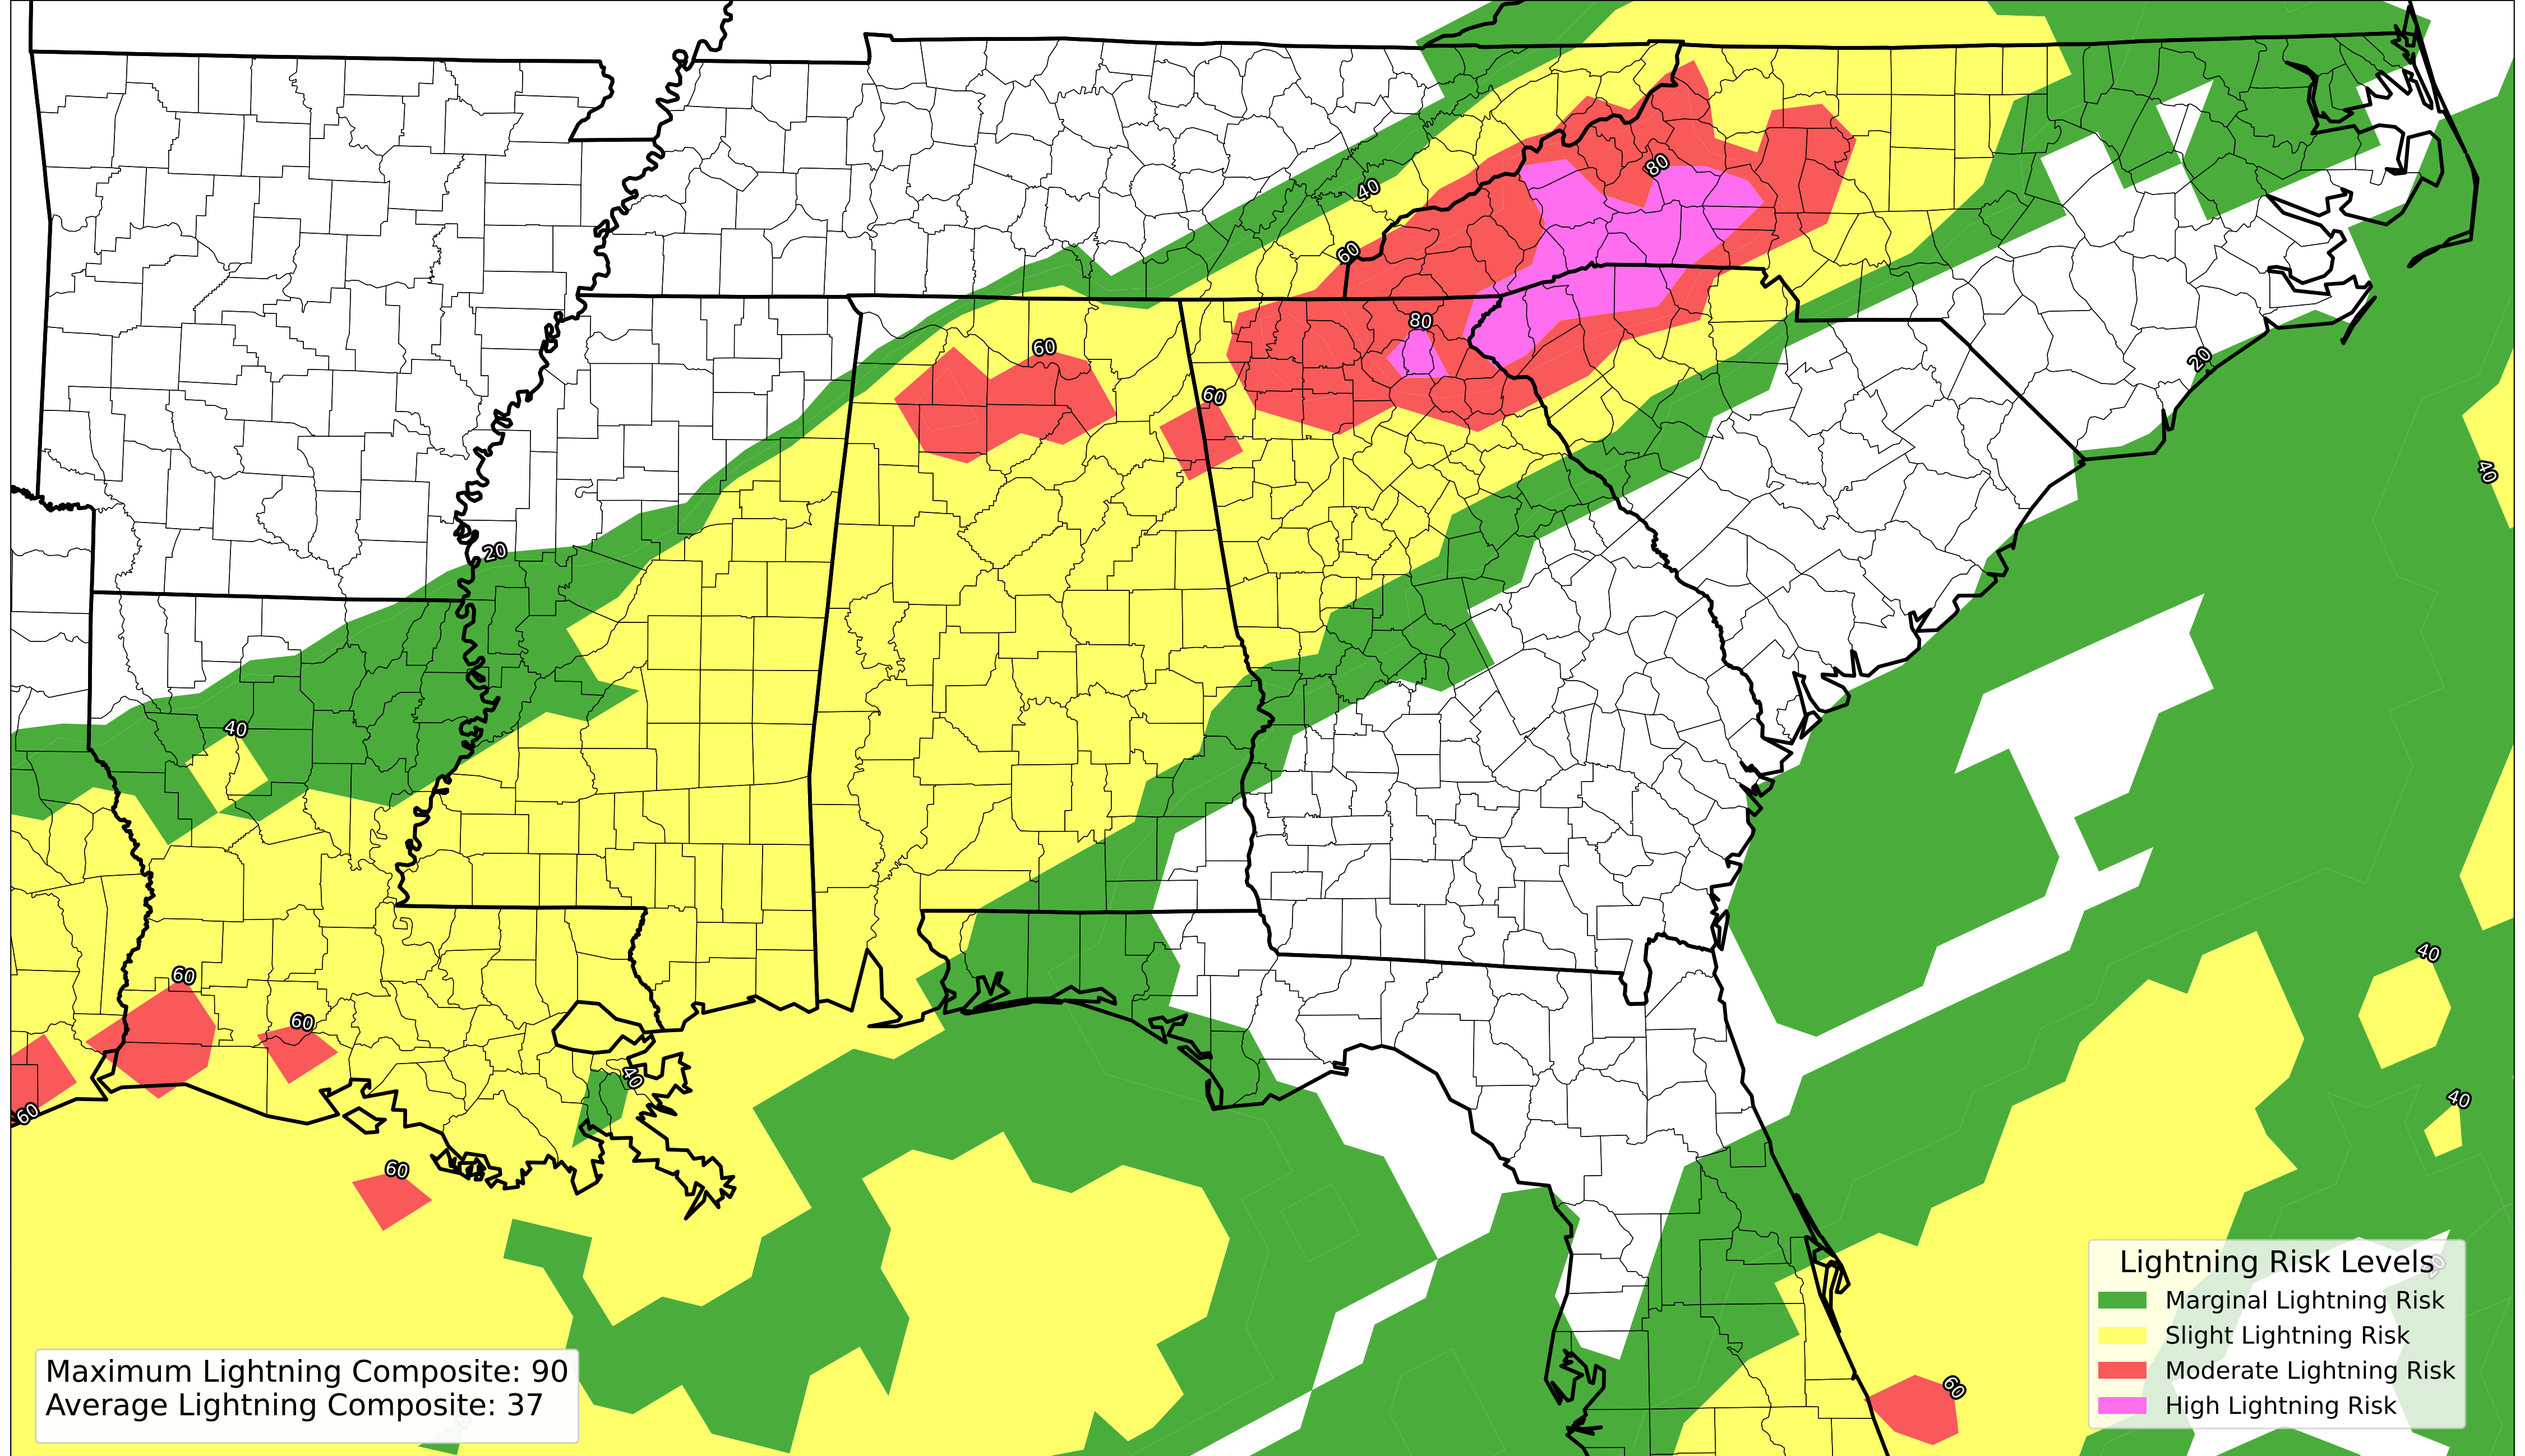 80
40
60
80
60
20
60
40
20
40
60
40
60
60
40
40
60
60
60
Lightning Risk Levels
Marginal Lightning Risk
Slight Lightning Risk
Moderate Lightning Risk
High Lightning Risk
Maximum Lightning Composite: 90
Average Lightning Composite: 37